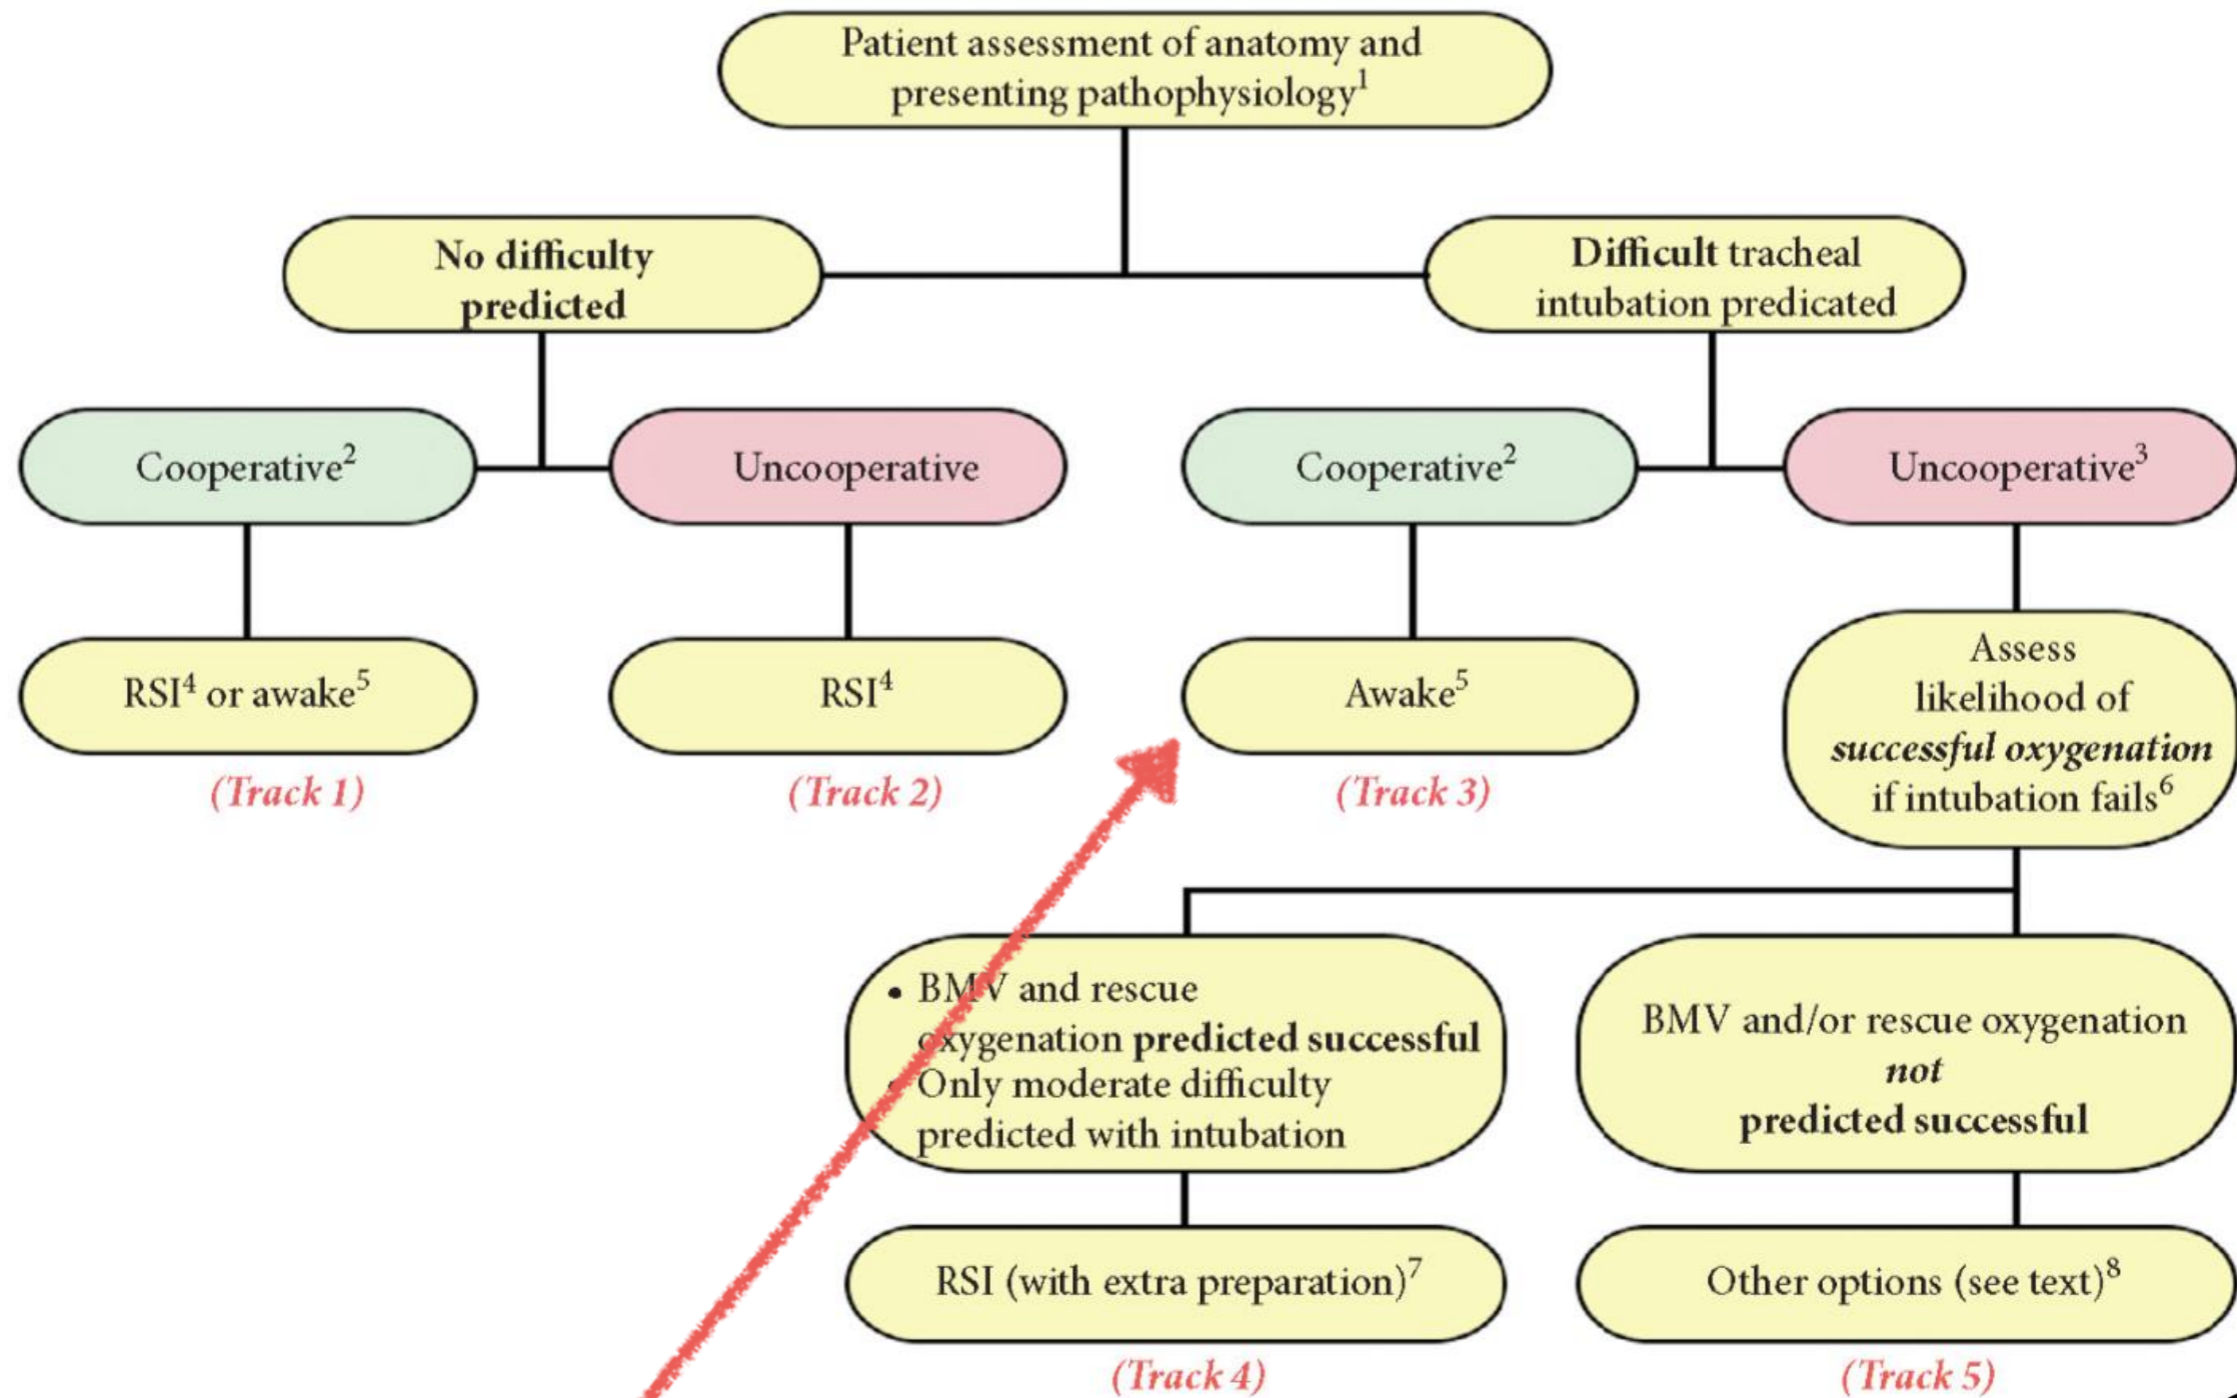 Patient assessment of anatomy and
presenting pathophysiology¹
No difficulty
predicted
Difficult tracheal
intubation predicated
Cooperative²
Uncooperative
Cooperative²
Uncooperative³
RSI⁴ or awake⁵
RSI⁴
Awake⁵
Assess
likelihood of
successful oxygenation
if intubation fails⁶
(Track 1)
(Track 2)
(Track 3)
• BMV and rescue
oxygenation predicted successful
• Only moderate difficulty
predicted with intubation
BMV and/or rescue oxygenation
not
predicted successful
RSI (with extra preparation)⁷
Other options (see text)⁸
(Track 4)
(Track 5)